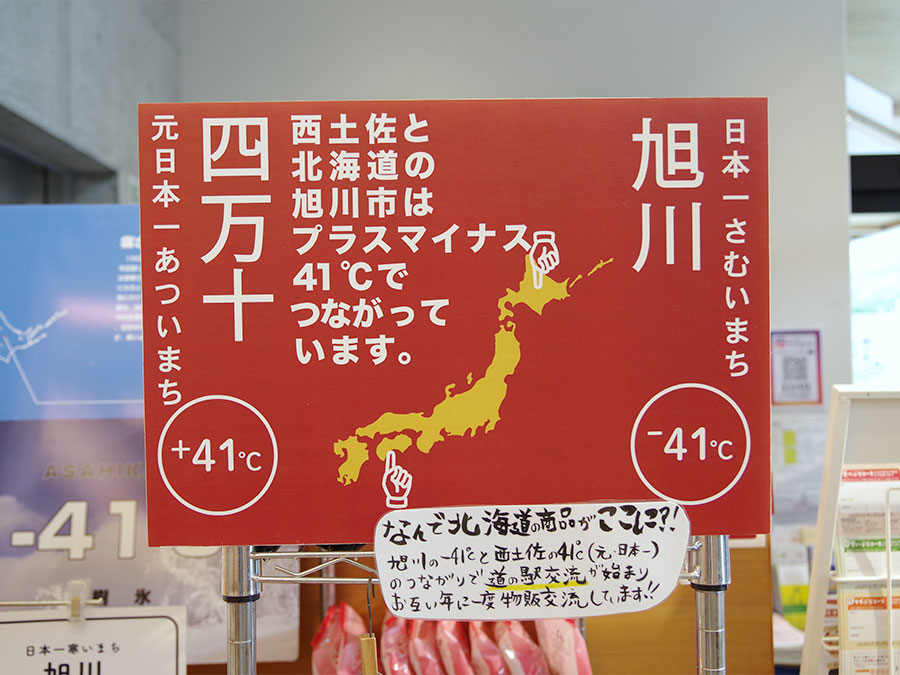 元日本一あついまち
四万十
西土佐と
北海道の
旭川市は
プラスマイナス
41℃で
つながって
います。
旭川
日本一さむいまち
+41℃
-41℃
なんで北海道の商品がここに?!
旭川の-41℃と西土佐の41℃(元・日本一)
のつながりで道の駅交流が始まり
お互い年に一度物販交流してます!!
ASAHIK
-41
樹氷
日本一寒いまち
旭川